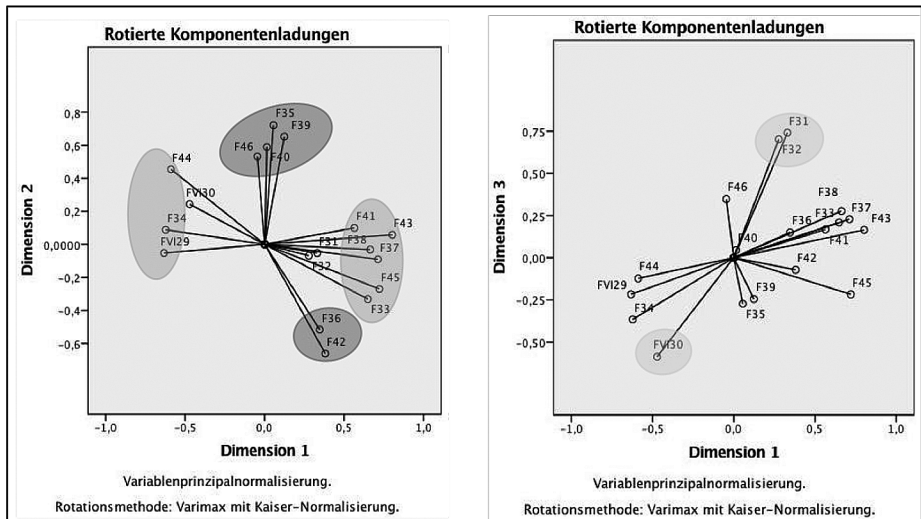 Rotierte Komponentenladungen
Dimension 2
0,8
0,6
0,4
0,2
0,0000
-0,2
-0,4
-0,6
F35
F39
F46
F40
F44
FVI30
F34
FVI29
F41
F43
F31
F38
F37
F32
F45
F33
F36
F42
-1,0 -0,5 0,0 0,5 1,0
Dimension 1
Variablenprinzipalnormalisierung.
Rotationsmethode: Varimax mit Kaiser-Normalisierung.
Rotierte Komponentenladungen
Dimension 3
0,75
0,50
0,25
0,00
-0,25
-0,50
F31
F32
F46
F38
F36
F33
F37
F43
F40
F41
F42
F44
FVI29
F34
F39
F35
F45
FVI30
-1,0 -0,5 0,0 0,5 1,0
Dimension 1
Variablenprinzipalnormalisierung.
Rotationsmethode: Varimax mit Kaiser-Normalisierung.